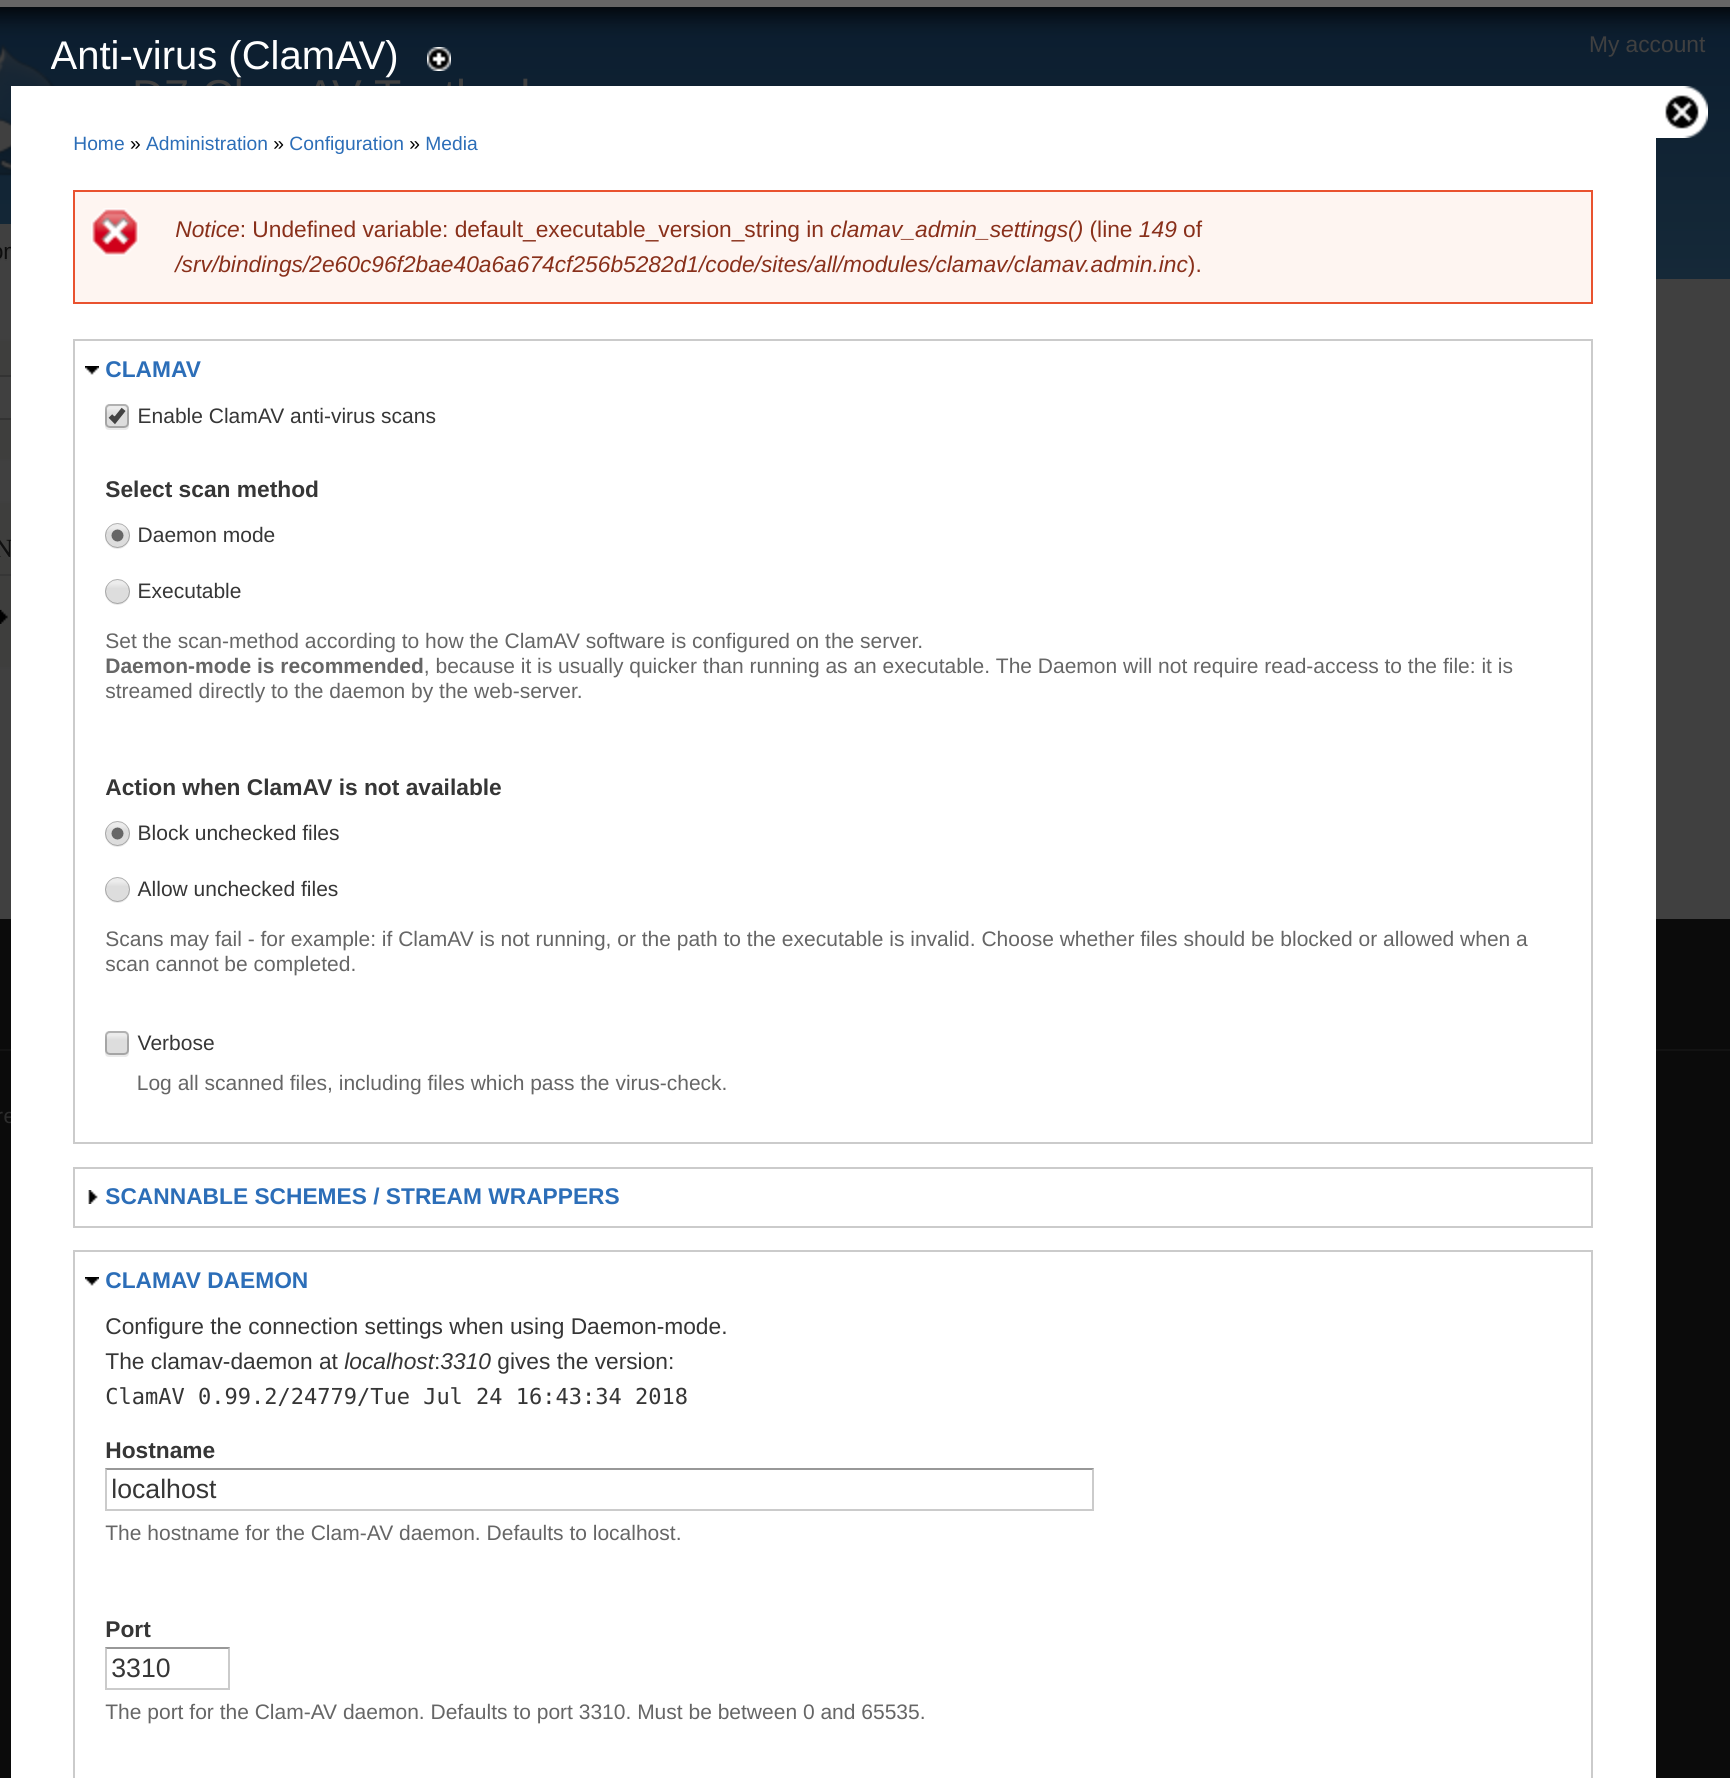 Anti-virus (ClamAV)
My account
Home » Administration » Configuration » Media
Notice: Undefined variable: default_executable_version_string in clamav_admin_settings() (line 149 of
/srv/bindings/2e60c96f2bae40a6a674cf256b5282d1/code/sites/all/modules/clamav/clamav.admin.inc).
CLAMAV
Enable ClamAV anti-virus scans
Select scan method
Daemon mode
Executable
Set the scan-method according to how the ClamAV software is configured on the server.
Daemon-mode is recommended, because it is usually quicker than running as an executable. The Daemon will not require read-access to the file: it is
streamed directly to the daemon by the web-server.
Action when ClamAV is not available
Block unchecked files
Allow unchecked files
Scans may fail - for example: if ClamAV is not running, or the path to the executable is invalid. Choose whether files should be blocked or allowed when a
scan cannot be completed.
Verbose
Log all scanned files, including files which pass the virus-check.
SCANNABLE SCHEMES / STREAM WRAPPERS
CLAMAV DAEMON
Configure the connection settings when using Daemon-mode.
The clamav-daemon at localhost:3310 gives the version:
ClamAV 0.99.2/24779/Tue Jul 24 16:43:34 2018
Hostname
localhost
The hostname for the Clam-AV daemon. Defaults to localhost.
Port
3310
The port for the Clam-AV daemon. Defaults to port 3310. Must be between 0 and 65535.